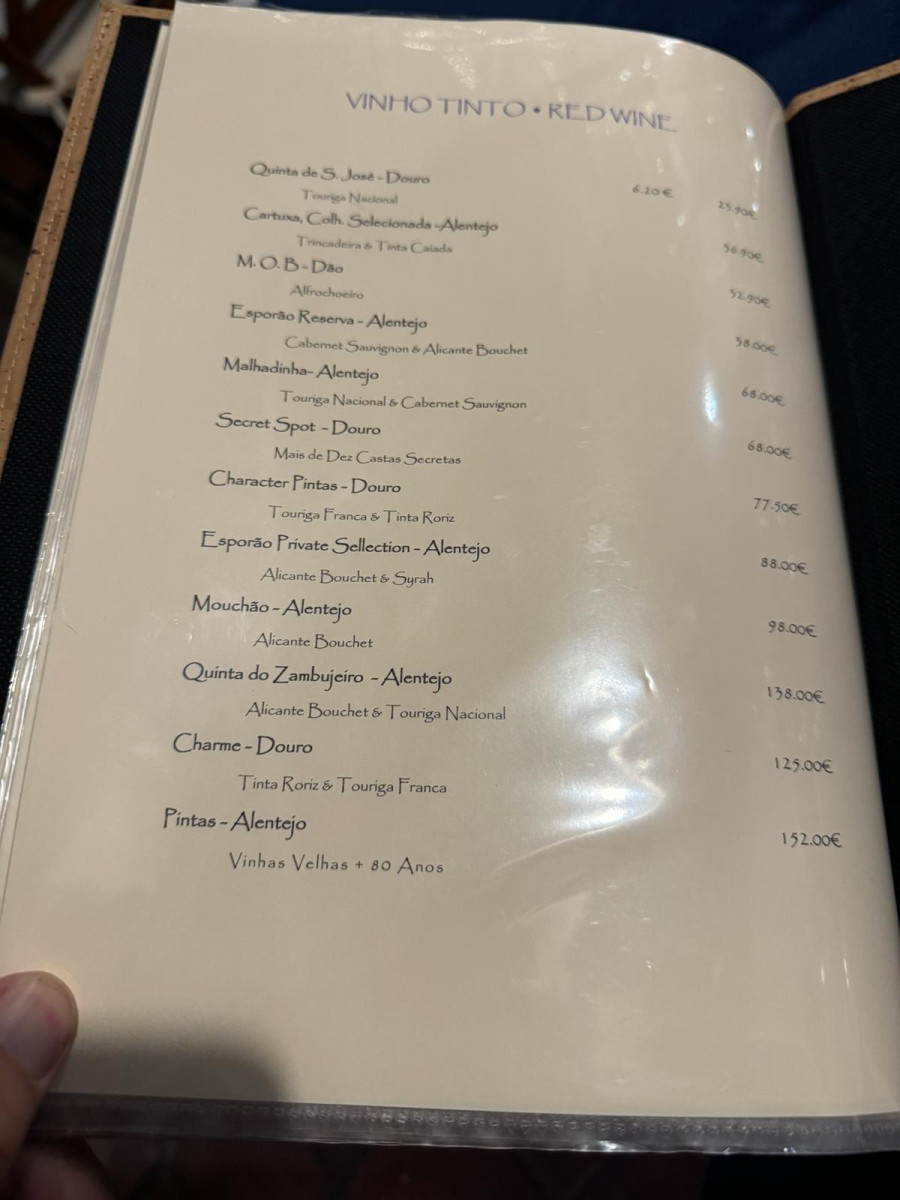 VINHO TINTO • RED WINE
Quinta de S. José - Douro 6.20 € 25.90€
Touriga Nacional
Cartuxa, Colh. Selecionada -Alentejo 56.90€
Trincadeira & Tinta Caiada
M. O. B - Dão 52.90€
Alfrochoeiro
Esporão Reserva - Alentejo 58.00€
Cabernet Sauvignon & Alicante Bouchet
Malhadinha- Alentejo 68.00€
Touriga Nacional & Cabernet Sauvignon
Secret Spot - Douro 68.00€
Mais de Dez Castas Secretas
Character Pintas - Douro 77.50€
Touriga Franca & Tinta Roriz
Esporão Private Sellection - Alentejo 88.00€
Alicante Bouchet & Syrah
Mouchão - Alentejo 98.00€
Alicante Bouchet
Quinta do Zambujeiro - Alentejo 138.00€
Alicante Bouchet & Touriga Nacional
Charme - Douro 125.00€
Tinta Roriz & Touriga Franca
Pintas - Alentejo 152.00€
Vinhas Velhas + 80 Anos